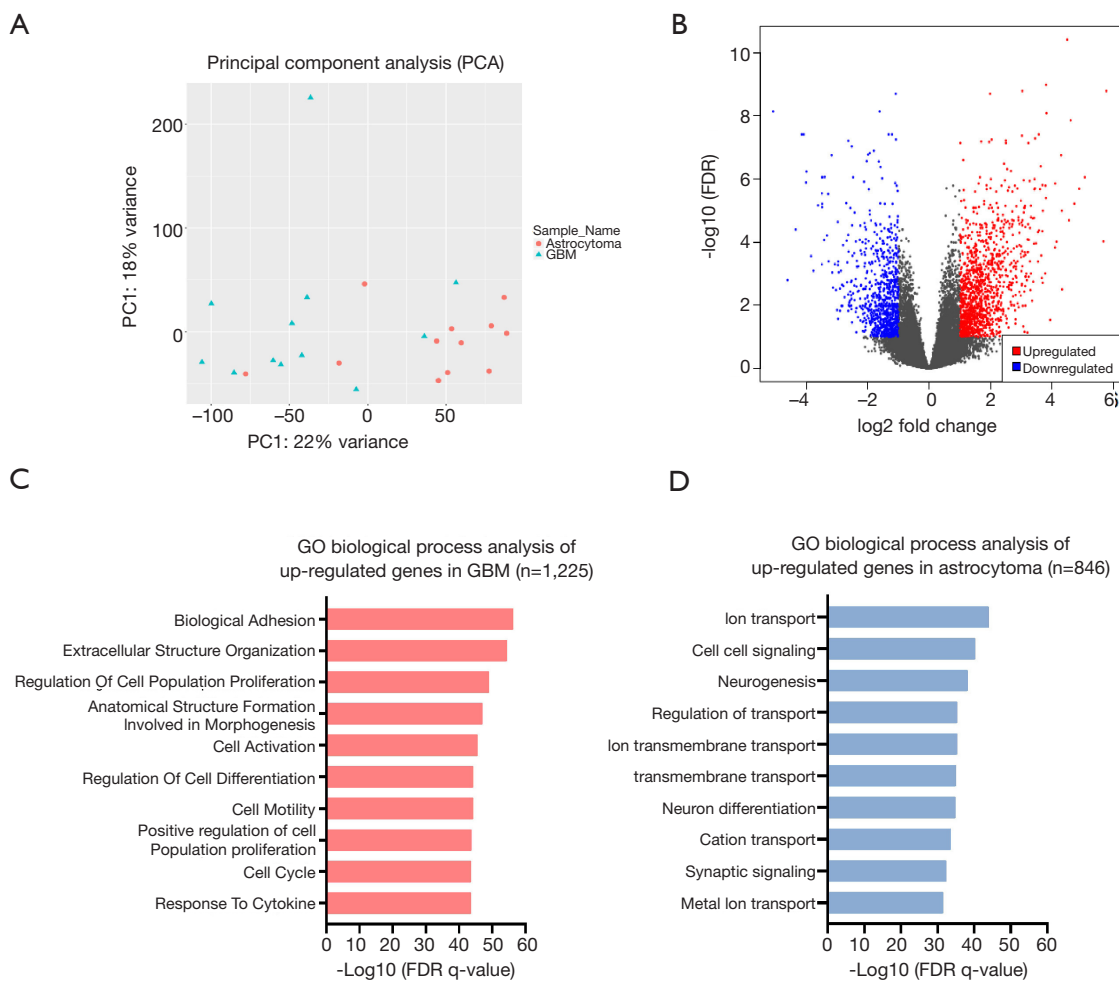 A
Principal component analysis (PCA)
200
100
0
PC1: 18% variance
−100
−50
0
50
PC1: 22% variance
Sample_Name
Astrocytoma
GBM
B
10
8
6
4
2
0
-log10 (FDR)
−4
−2
0
2
4
6
log2 fold change
Upregulated
Downregulated
C
GO biological process analysis of
up-regulated genes in GBM (n=1,225)
Biological Adhesion
Extracellular Structure Organization
Regulation Of Cell Population Proliferation
Anatomical Structure Formation
Involved in Morphogenesis
Cell Activation
Regulation Of Cell Differentiation
Cell Motility
Positive regulation of cell
Population proliferation
Cell Cycle
Response To Cytokine
0 10 20 30 40 50 60
-Log10 (FDR q-value)
D
GO biological process analysis of
up-regulated genes in astrocytoma (n=846)
Ion transport
Cell cell signaling
Neurogenesis
Regulation of transport
Ion transmembrane transport
transmembrane transport
Neuron differentiation
Cation transport
Synaptic signaling
Metal Ion transport
0 10 20 30 40 50 60
-Log10 (FDR q-value)